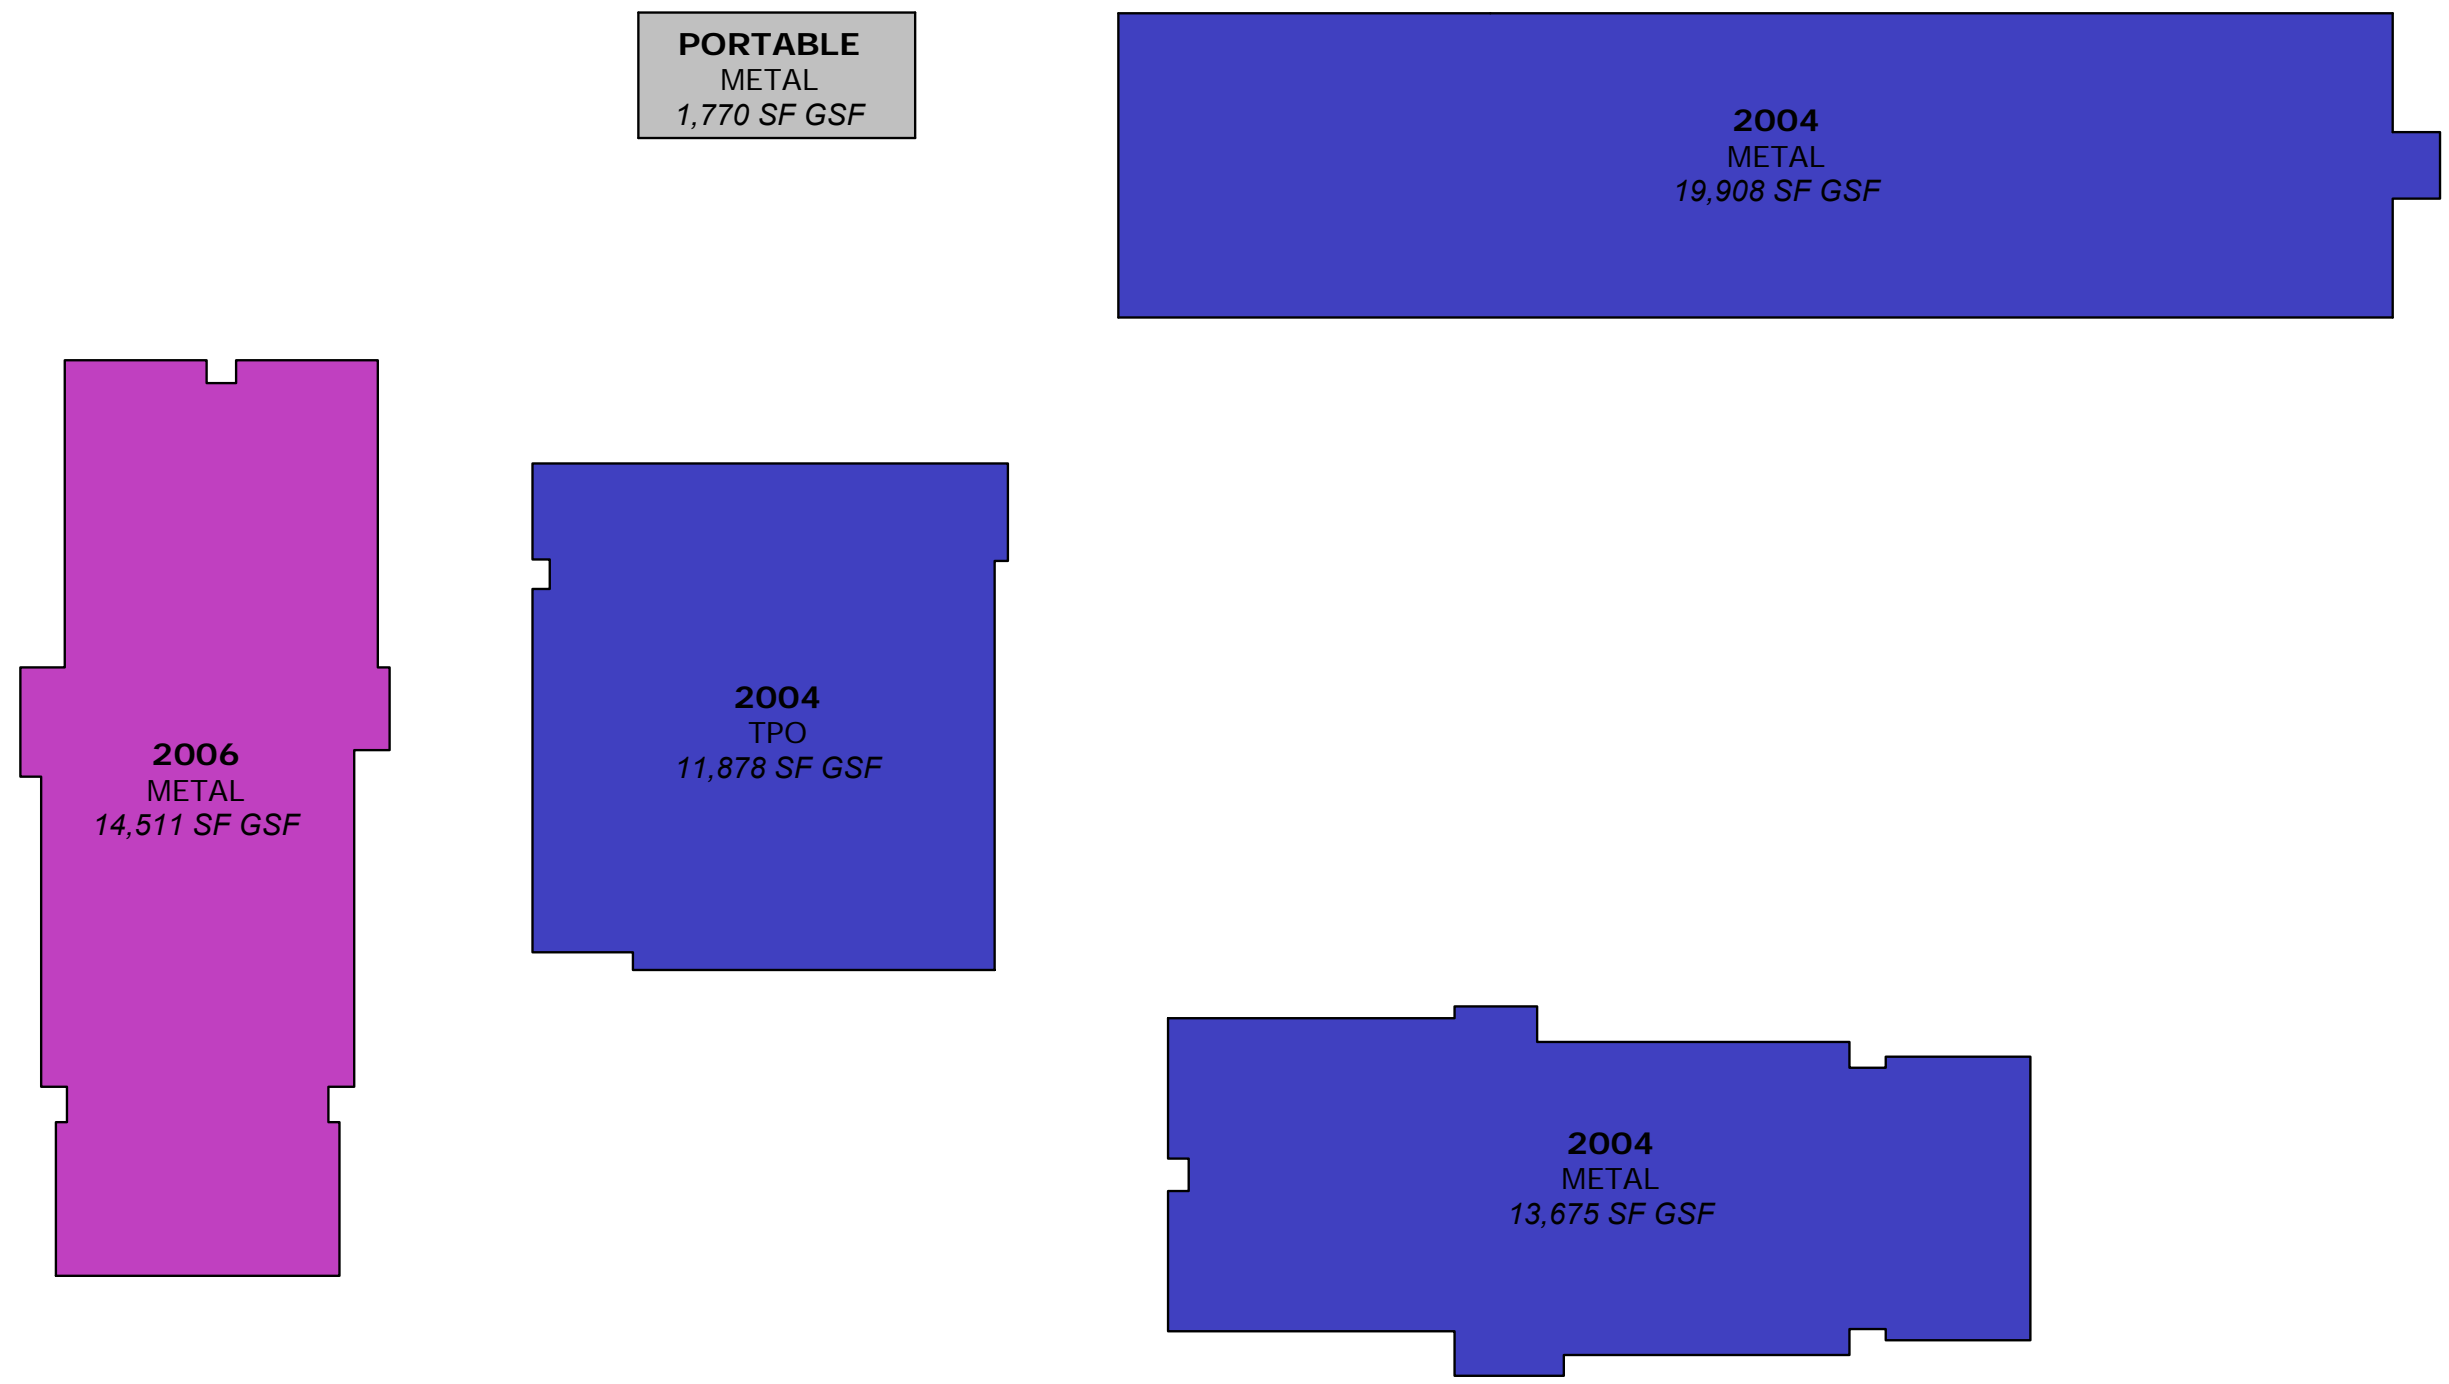 PORTABLE
METAL
1,770 SF GSF
2004
METAL
19,908 SF GSF
2006
METAL
14,511 SF GSF
2004
TPO
11,878 SF GSF
2004
METAL
13,675 SF GSF